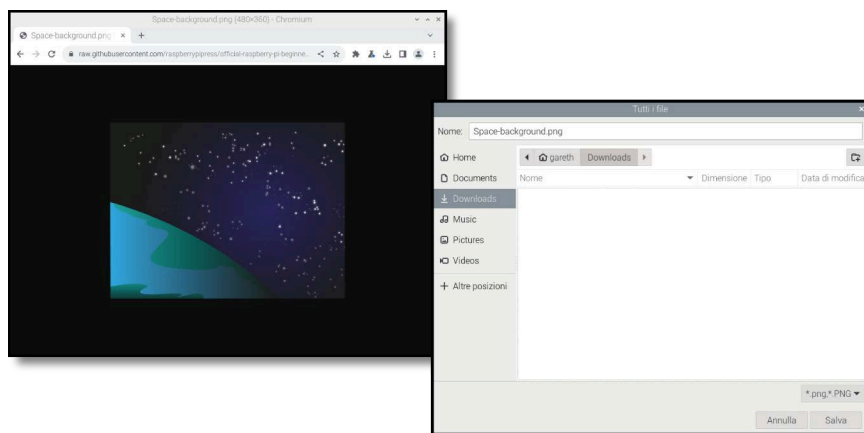 Space-background.png (480×360) - Chromium
Space-background.png
raw.githubusercontent.com/raspberrypipress/official-raspberry-pi-beginne...
Tutti i file
Nome: Space-background.png
Home
gareth Downloads
Documents
Nome Dimensione Tipo Data di modifica
Downloads
Music
Pictures
Videos
Altre posizioni
*.png,*.PNG
Annulla Salva